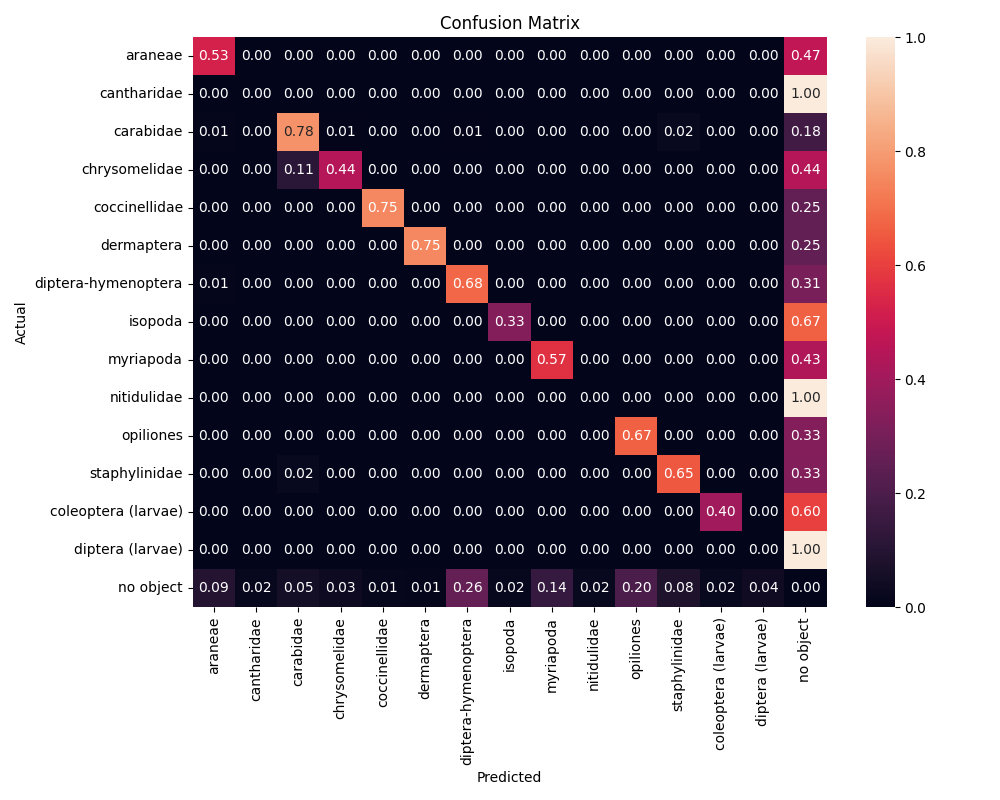 Confusion Matrix
araneae 0.53 0.00 0.00 0.00 0.00 0.00 0.00 0.00 0.00 0.00 0.00 0.00 0.00 0.00 0.47
cantharidae 0.00 0.00 0.00 0.00 0.00 0.00 0.00 0.00 0.00 0.00 0.00 0.00 0.00 0.00 1.00
carabidae 0.01 0.00 0.78 0.01 0.00 0.00 0.01 0.00 0.00 0.00 0.00 0.02 0.00 0.00 0.18
chrysomelidae 0.00 0.00 0.11 0.44 0.00 0.00 0.00 0.00 0.00 0.00 0.00 0.00 0.00 0.00 0.44
coccinellidae 0.00 0.00 0.00 0.00 0.75 0.00 0.00 0.00 0.00 0.00 0.00 0.00 0.00 0.00 0.25
dermaptera 0.00 0.00 0.00 0.00 0.00 0.75 0.00 0.00 0.00 0.00 0.00 0.00 0.00 0.00 0.25
diptera-hymenoptera 0.01 0.00 0.00 0.00 0.00 0.00 0.68 0.00 0.00 0.00 0.00 0.00 0.00 0.00 0.31
isopoda 0.00 0.00 0.00 0.00 0.00 0.00 0.00 0.33 0.00 0.00 0.00 0.00 0.00 0.00 0.67
myriapoda 0.00 0.00 0.00 0.00 0.00 0.00 0.00 0.00 0.57 0.00 0.00 0.00 0.00 0.00 0.43
nitidulidae 0.00 0.00 0.00 0.00 0.00 0.00 0.00 0.00 0.00 0.00 0.00 0.00 0.00 0.00 1.00
opiliones 0.00 0.00 0.00 0.00 0.00 0.00 0.00 0.00 0.00 0.00 0.67 0.00 0.00 0.00 0.33
staphylinidae 0.00 0.00 0.02 0.00 0.00 0.00 0.00 0.00 0.00 0.00 0.00 0.65 0.00 0.00 0.33
coleoptera (larvae) 0.00 0.00 0.00 0.00 0.00 0.00 0.00 0.00 0.00 0.00 0.00 0.00 0.40 0.00 0.60
diptera (larvae) 0.00 0.00 0.00 0.00 0.00 0.00 0.00 0.00 0.00 0.00 0.00 0.00 0.00 0.00 1.00
no object 0.09 0.02 0.05 0.03 0.01 0.01 0.26 0.02 0.14 0.02 0.20 0.08 0.02 0.04 0.00
Actual
araneae
cantharidae
carabidae
chrysomelidae
coccinellidae
dermaptera
diptera-hymenoptera
isopoda
myriapoda
nitidulidae
opiliones
staphylinidae
coleoptera (larvae)
diptera (larvae)
no object
Predicted
1.0
0.8
0.6
0.4
0.2
0.0